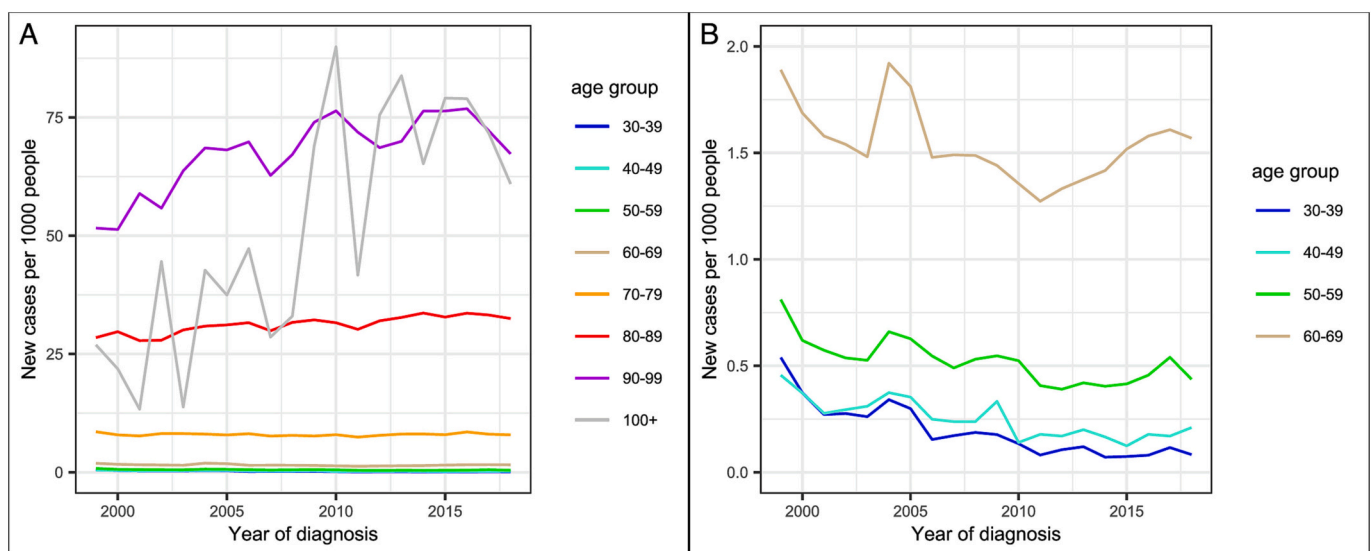 A
New cases per 1000 people
75
50
25
0
2000 2005 2010 2015
Year of diagnosis
age group
30-39
40-49
50-59
60-69
70-79
80-89
90-99
100+
B
New cases per 1000 people
2.0
1.5
1.0
0.5
0.0
2000 2005 2010 2015
Year of diagnosis
age group
30-39
40-49
50-59
60-69